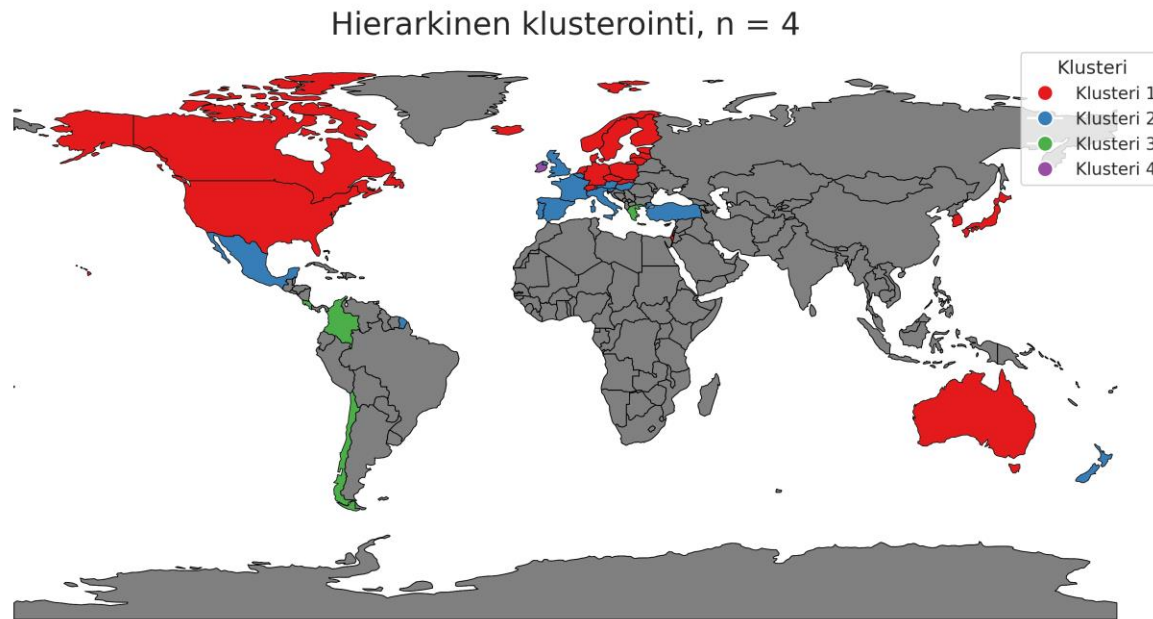 Hierarkinen klusterointi, n = 4
Klusteri
Klusteri 1
Klusteri 2
Klusteri 3
Klusteri 4